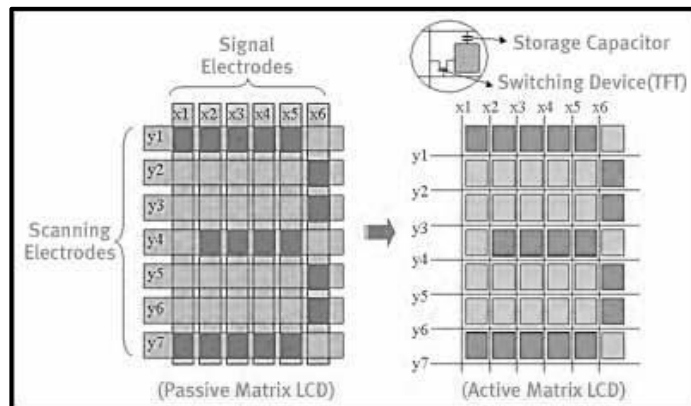 Signal
Electrodes
Storage Capacitor
Switching Device(TFT)
x1 x2 x3 x4 x5 x6
x1 x2 x3 x4 x5 x6
Scanning
Electrodes
y1
y2
y3
y4
y5
y6
y7
y1
y2
y3
y4
y5
y6
y7
(Passive Matrix LCD)
(Active Matrix LCD)